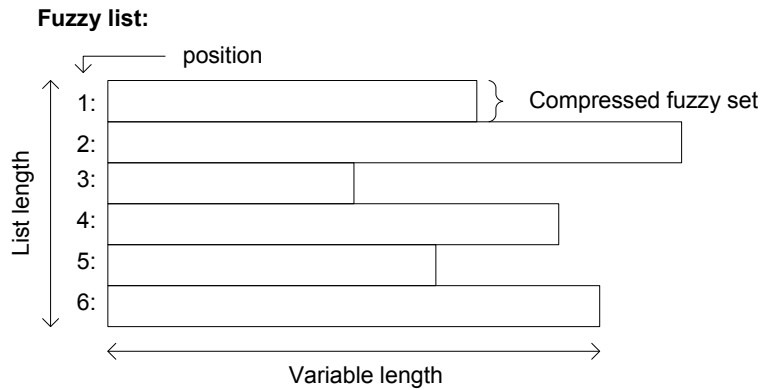 Fuzzy list:
position
1:
Compressed fuzzy set
2:
3:
4:
5:
6:
List length
Variable length